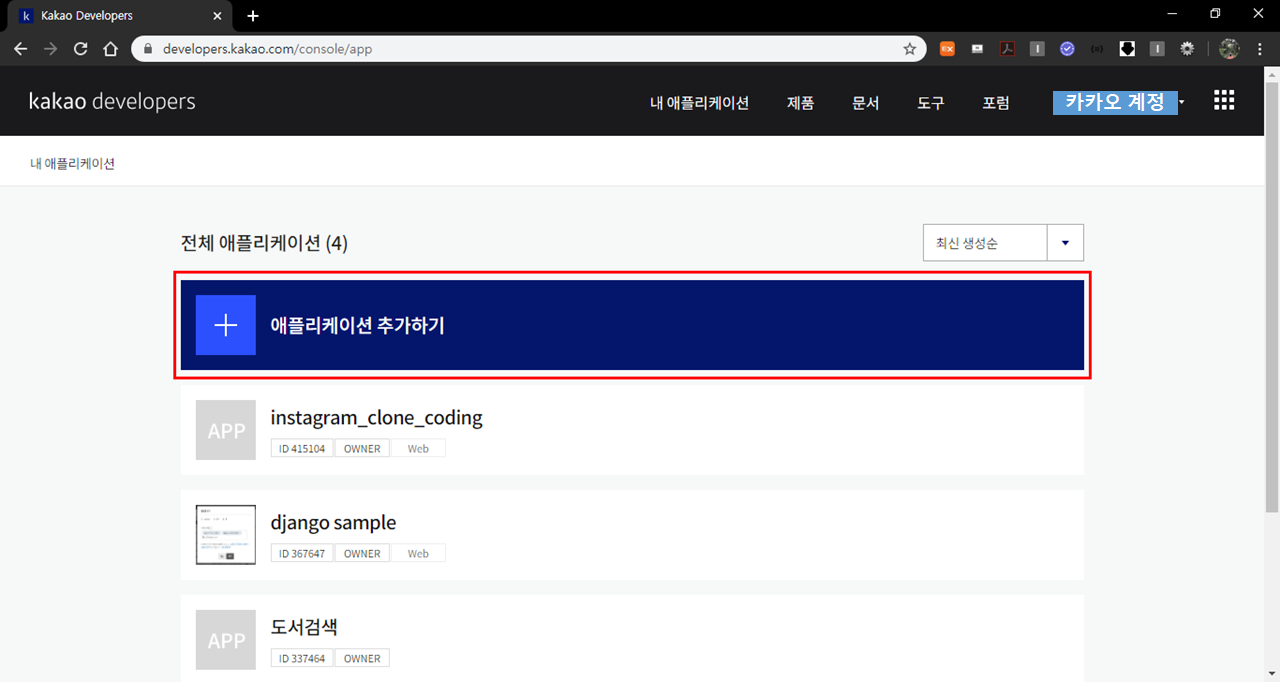 Kakao Developers
developers.kakao.com/console/app
kakao developers
내 애플리케이션 제품 문서 도구 포럼 카카오 계정
내 애플리케이션
전체 애플리케이션 (4)
최신 생성순
애플리케이션 추가하기
APP
instagram_clone_coding
ID 415104 OWNER Web
django sample
ID 367647 OWNER Web
APP
도서검색
ID 337464 OWNER